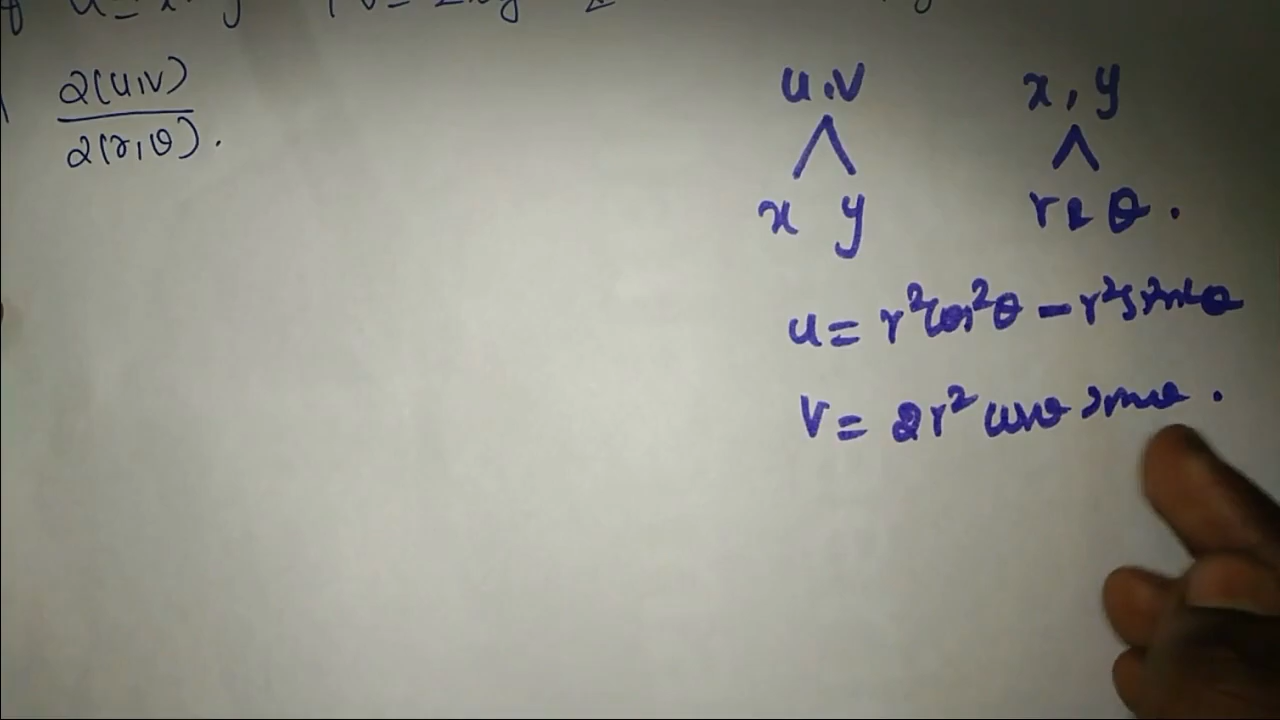 ∂(u,v)
∂(r,θ).
u,v
x y
x, y
r & θ.
u = r²cos²θ - r²sin²θ
v = 2r² cosθ sinθ.